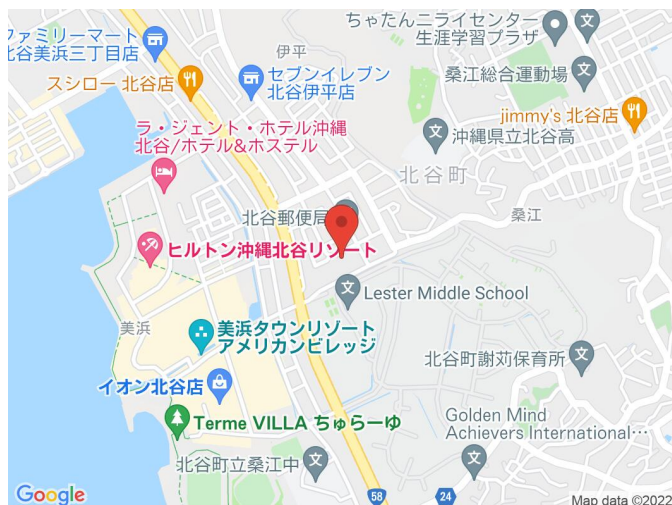 ちゃたんニライセンター
生涯学習プラザ
ファミリーマート
北谷美浜三丁目店
伊平
桑江総合運動場
スシロー 北谷店
セブンイレブン
北谷伊平店
jimmy's 北谷店
ラ・ジェント・ホテル沖縄
北谷/ホテル&ホステル
沖縄県立北谷高
北谷町
北谷郵便局
桑江
ヒルトン沖縄北谷リゾート
Lester Middle School
美浜
美浜タウンリゾート
アメリカンビレッジ
北谷町謝苅保育所
イオン北谷店
Terme VILLA ちゅらーゆ
Golden Mind
Achievers International…
北谷町立桑江中
58
24
Google
Map data ©2022